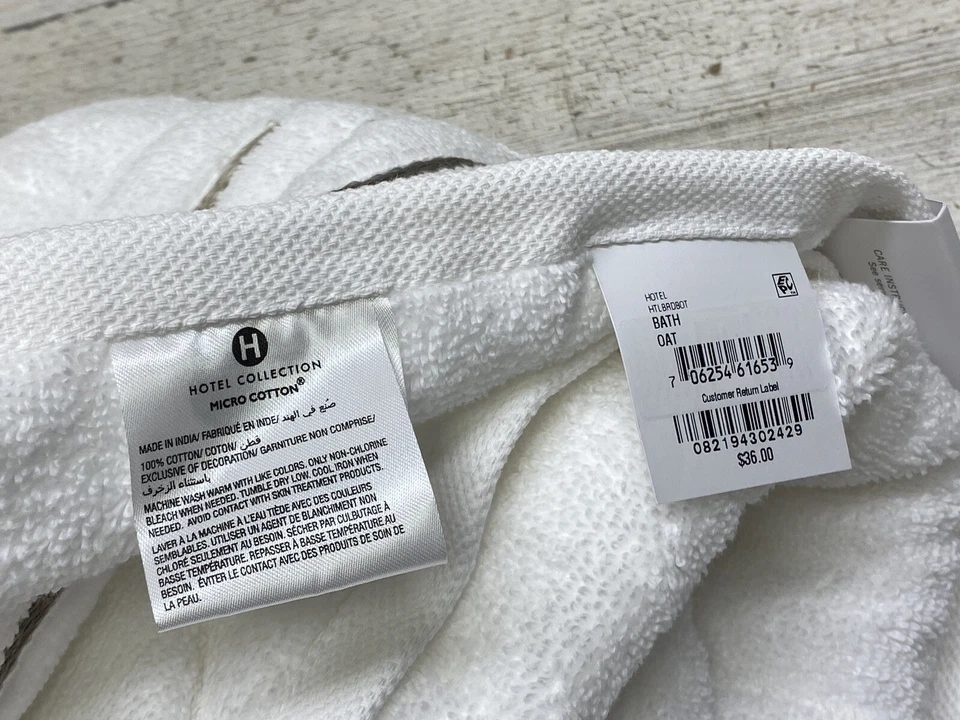 H
HOTEL COLLECTION
MICRO COTTON®
MADE IN INDIA/ FABRIQUÉ EN INDE/ صنع في الهند
100% COTTON/ COTON/ قطن
EXCLUSIVE OF DECORATION/ GARNITURE NON COMPRISE/
باستثناء الزخرف
MACHINE WASH WARM WITH LIKE COLORS. ONLY NON-CHLORINE
BLEACH WHEN NEEDED. TUMBLE DRY LOW. COOL IRON WHEN
NEEDED. AVOID CONTACT WITH SKIN TREATMENT PRODUCTS.
LAVER À LA MACHINE À L'EAU TIÈDE AVEC DES COULEURS
SEMBLABLES. UTILISER UN AGENT DE BLANCHIMENT NON
CHLORÉ SEULEMENT AU BESOIN. SÉCHER PAR CULBUTAGE À
BASSE TEMPÉRATURE. REPASSER À BASSE TEMPÉRATURE AU
BESOIN. ÉVITER LE CONTACT AVEC DES PRODUITS DE SOIN DE
LA PEAU.
HOTEL
HTLBRDBOT
BATH
OAT
7 06254 61653 9
Customer Return Label
082194302429
$36.00
CARE INSTR
See se